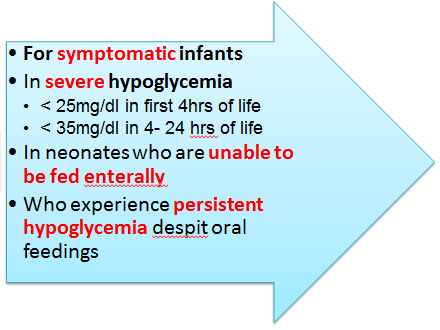 • For symptomatic infants
• In severe hypoglycemia
• < 25mg/dl in first 4hrs of life
• < 35mg/dl in 4- 24 hrs of life
• In neonates who are unable to
be fed enterally
• Who experience persistent
hypoglycemia despit oral
feedings